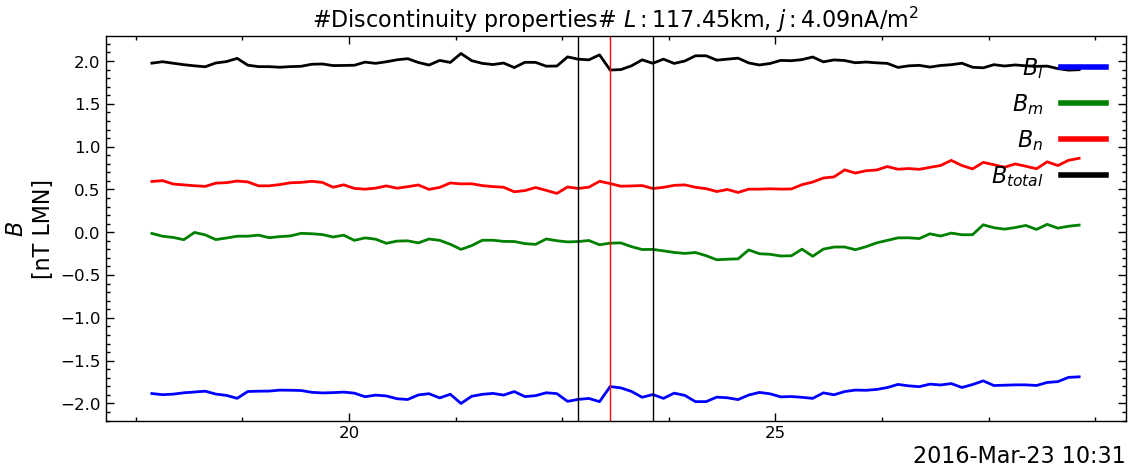 #Discontinuity properties# L : 117.45km, j : 4.09nA/m²
2.0
1.5
1.0
0.5
0.0
−0.5
−1.0
−1.5
−2.0
B
[nT LMN]
B_l
B_m
B_n
B_total
20
25
2016-Mar-23 10:31